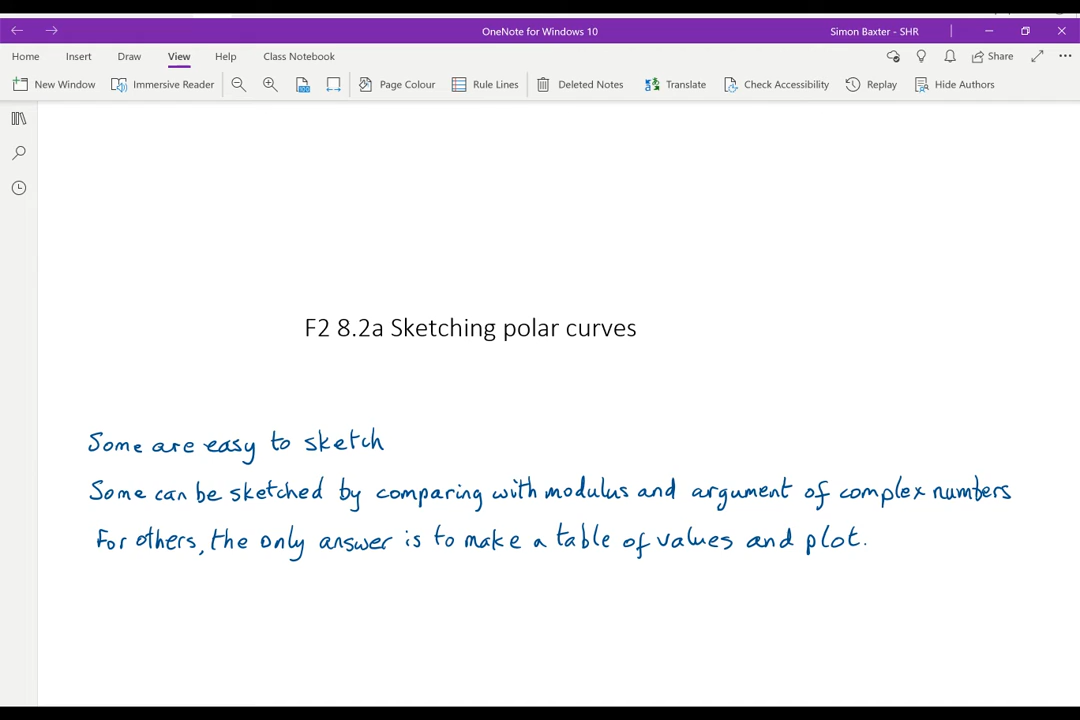 OneNote for Windows 10
Simon Baxter - SHR
Home Insert Draw View Help Class Notebook
Share
New Window Immersive Reader Page Colour Rule Lines Deleted Notes Translate Check Accessibility Replay Hide Authors
F2 8.2a Sketching polar curves
Some are easy to sketch
Some can be sketched by comparing with modulus and argument of complex numbers
For others, the only answer is to make a table of values and plot.